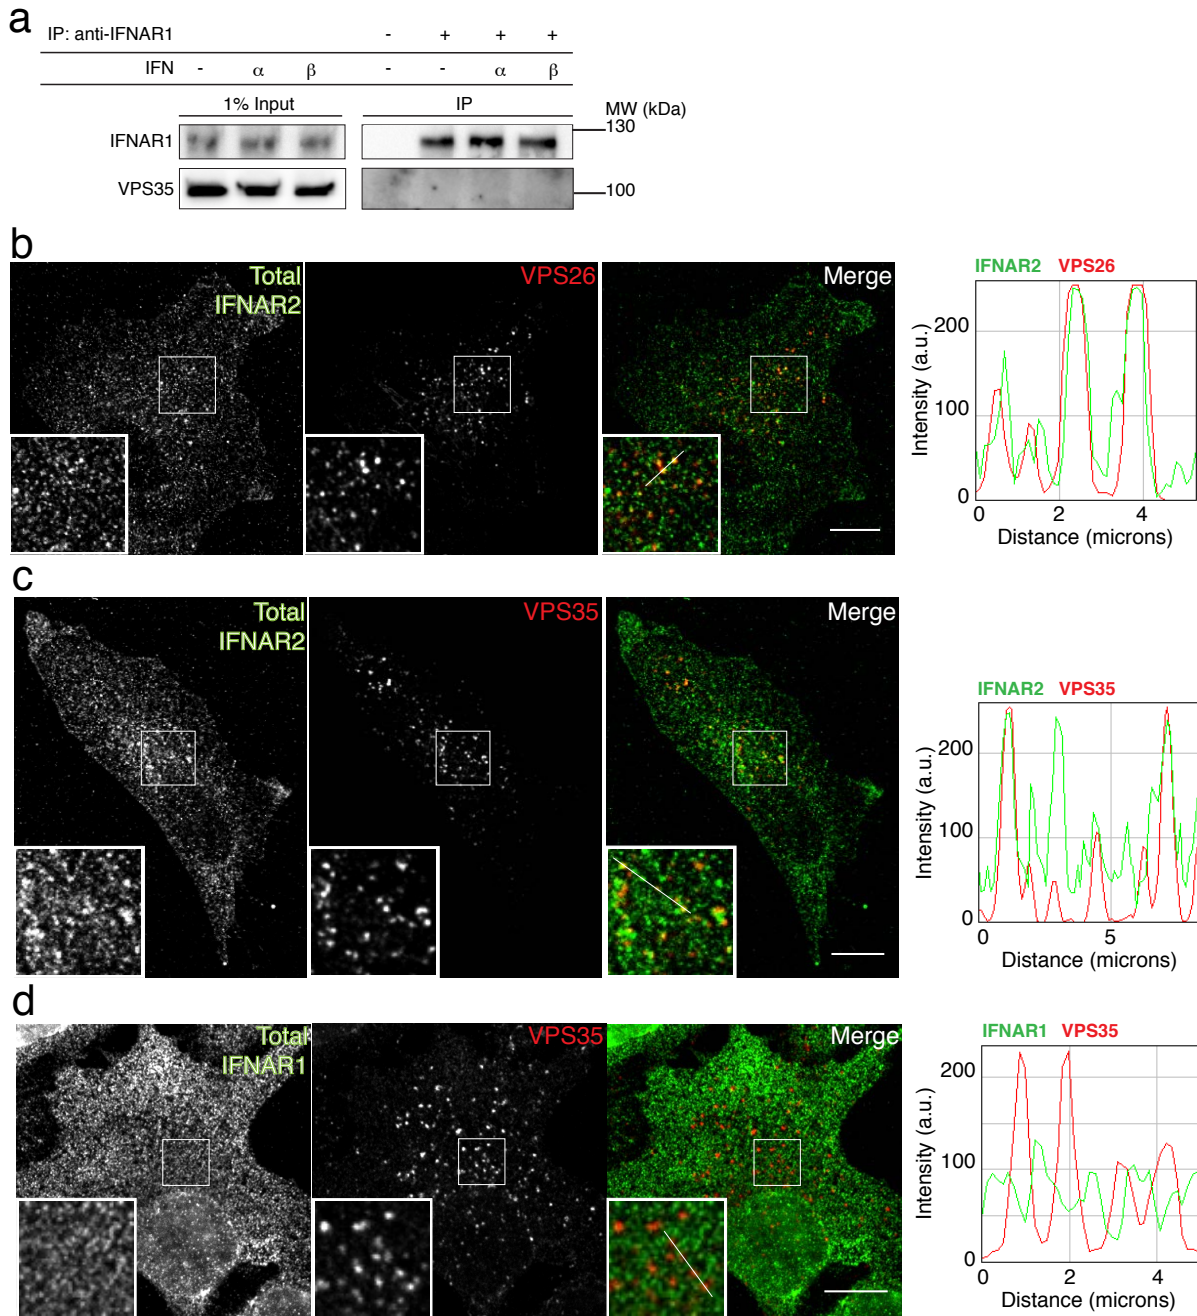 a
IP: anti-IFNAR1 - + + +
IFN - α β - - α β
1% Input IP MW (kDa)
IFNAR1 130
VPS35 100
b
Total IFNAR2
VPS26
Merge
IFNAR2 VPS26
Intensity (a.u.)
200
100
0
0 2 4
Distance (microns)
c
Total IFNAR2
VPS35
Merge
IFNAR2 VPS35
Intensity (a.u.)
200
100
0
0 5
Distance (microns)
d
Total IFNAR1
VPS35
Merge
IFNAR1 VPS35
Intensity (a.u.)
200
100
0
0 2 4
Distance (microns)